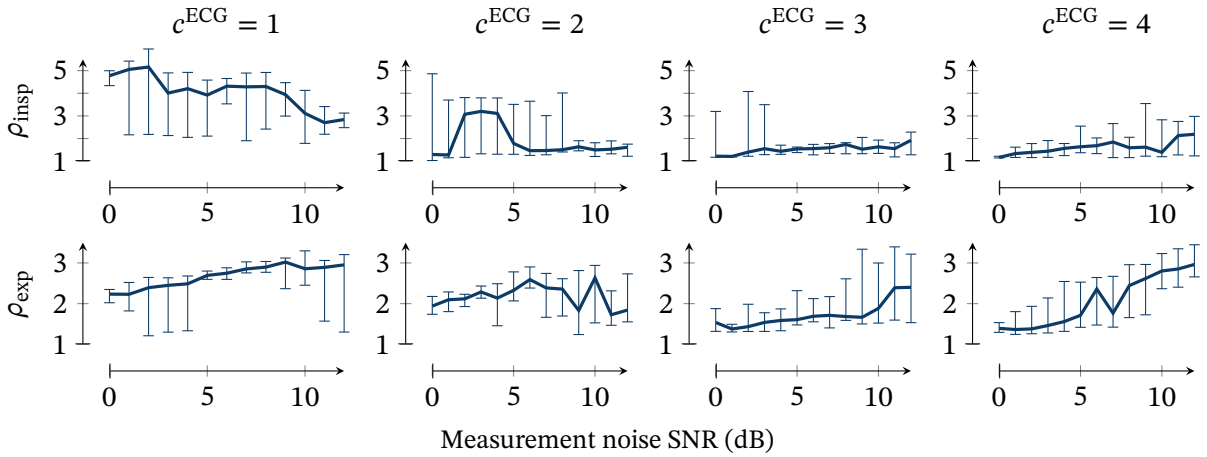 c^ECG = 1 c^ECG = 2 c^ECG = 3 c^ECG = 4
ρ_insp
5 5 5 5
3 3 3 3
1 1 1 1
0 5 10 0 5 10 0 5 10 0 5 10
ρ_exp
3 3 3 3
2 2 2 2
1 1 1 1
0 5 10 0 5 10 0 5 10 0 5 10
Measurement noise SNR (dB)